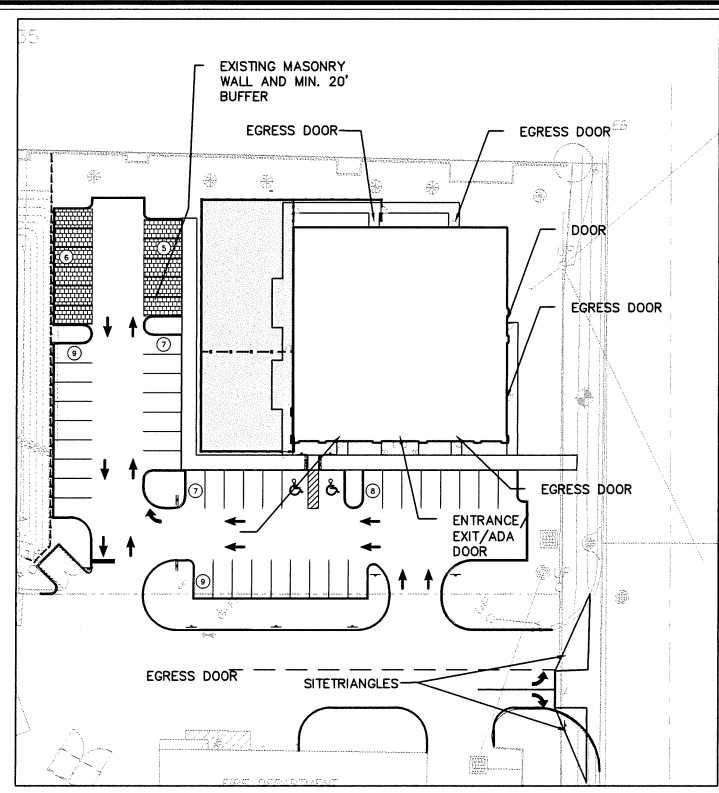 35
EXISTING MASONRY
WALL AND MIN. 20'
BUFFER
EGRESS DOOR
EGRESS DOOR
DOOR
EGRESS DOOR
6
5
9
7
7
8
EGRESS DOOR
ENTRANCE/
EXIT/ADA
DOOR
9
EGRESS DOOR
SITETRIANGLES
FIRE DEPARTMENT